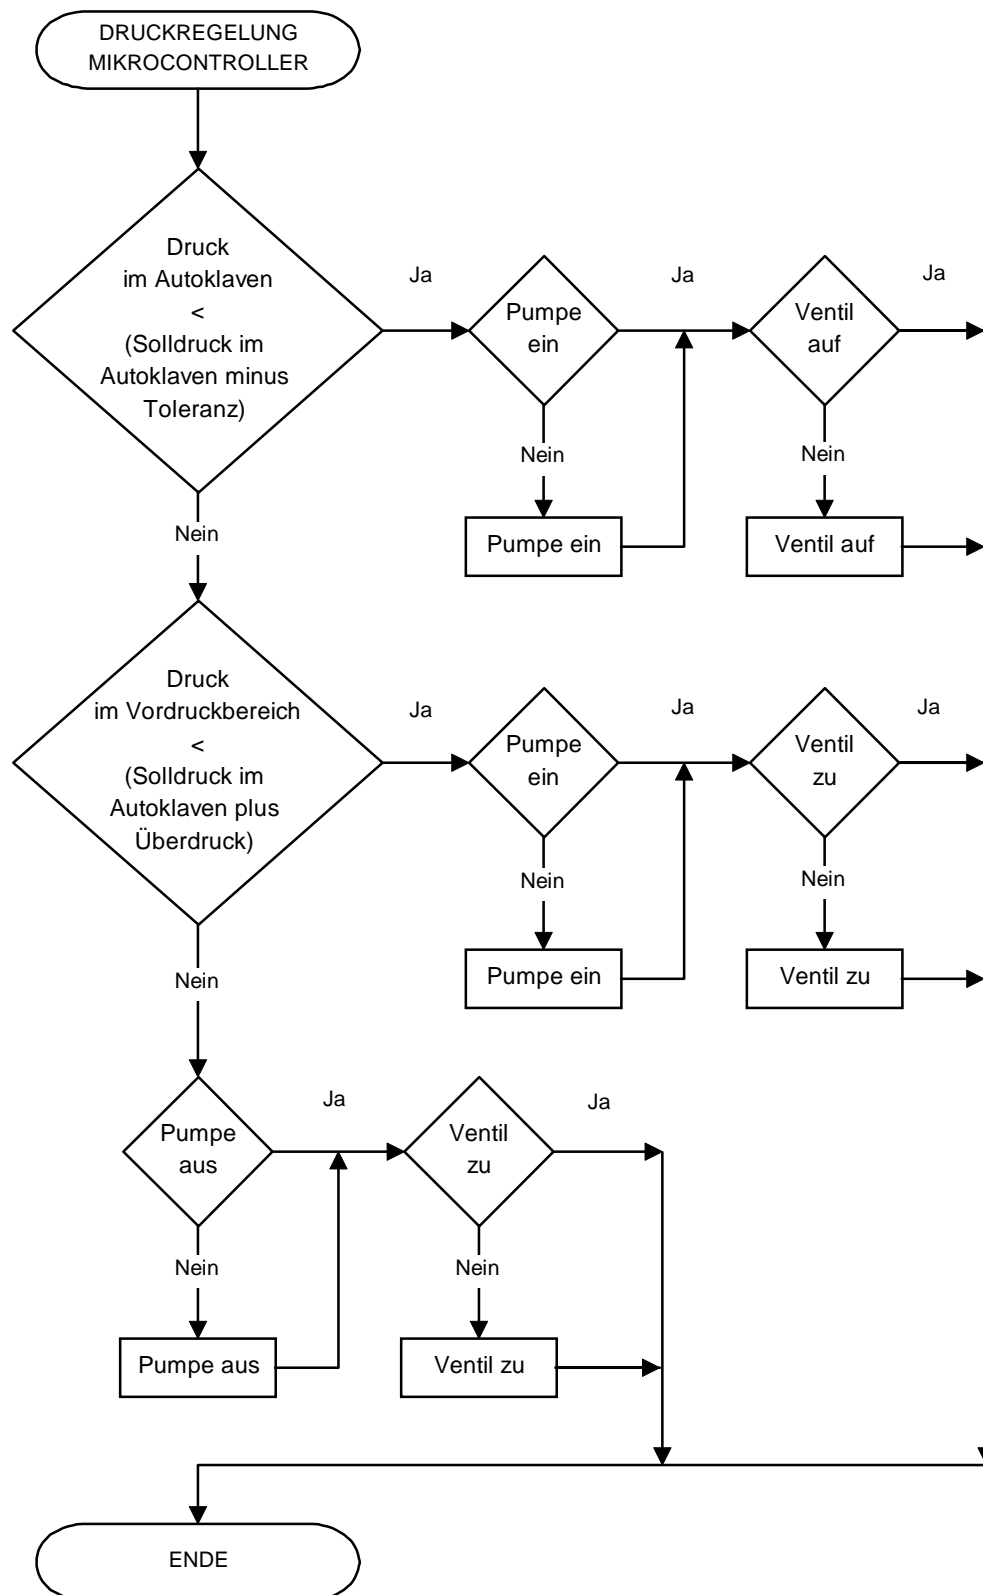 DRUCKREGELUNG
MIKROCONTROLLER
Druck
im Autoklaven
<
(Solldruck im
Autoklaven minus
Toleranz)
Ja
Pumpe
ein
Ja
Ventil
auf
Ja
Nein
Nein
Nein
Pumpe ein
Ventil auf
Druck
im Vordruckbereich
<
(Solldruck im
Autoklaven plus
Überdruck)
Ja
Pumpe
ein
Ja
Ventil
zu
Ja
Nein
Nein
Nein
Pumpe ein
Ventil zu
Pumpe
aus
Ja
Ventil
zu
Ja
Nein
Nein
Pumpe aus
Ventil zu
ENDE